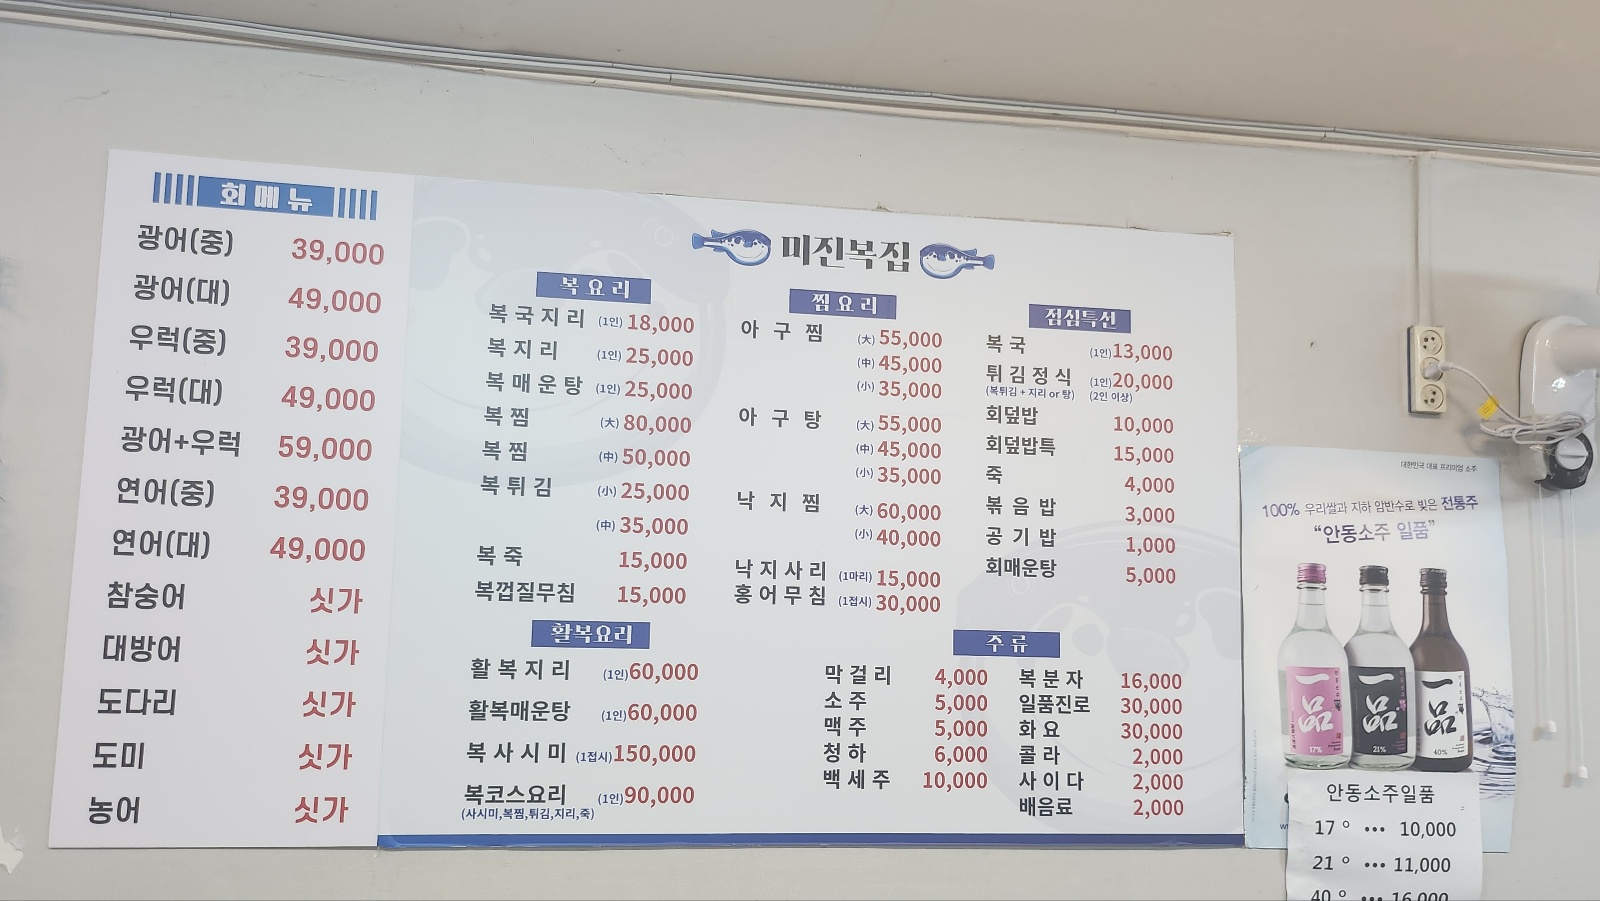 회메뉴
광어(중) 39,000
광어(대) 49,000
우럭(중) 39,000
우럭(대) 49,000
광어+우럭 59,000
연어(중) 39,000
연어(대) 49,000
참숭어 싯가
대방어 싯가
도다리 싯가
도미 싯가
농어 싯가
미진복집
복요리
복국지리 (1인) 18,000
복지리 (1인) 25,000
복매운탕 (1인) 25,000
복찜 (大) 80,000
복찜 (中) 50,000
복튀김 (小) 25,000
(中) 35,000
복죽 15,000
복껍질무침 15,000
활복요리
활복지리 (1인) 60,000
활복매운탕 (1인) 60,000
복사시미 (1접시) 150,000
복코스요리 (1인) 90,000
(사시미,복찜,튀김,지리,죽)
찜요리
아구찜 (大) 55,000
(中) 45,000
(小) 35,000
아구탕 (大) 55,000
(中) 45,000
(小) 35,000
낙지찜 (大) 60,000
(小) 40,000
낙지사리 (1마리) 15,000
홍어무침 (1접시) 30,000
점심특선
복국 (1인) 13,000
튀김정식 (1인) 20,000
(복튀김 + 지리 or 탕) (2인 이상)
회덮밥 10,000
회덮밥특 15,000
죽 4,000
볶음밥 3,000
공기밥 1,000
회매운탕 5,000
주류
막걸리 4,000
소주 5,000
맥주 5,000
청하 6,000
백세주 10,000
복분자 16,000
일품진로 30,000
화요 30,000
콜라 2,000
사이다 2,000
배음료 2,000
대한민국 대표 프리미엄 소주
100% 우리쌀과 지하 암반수로 빚은 전통주
“안동소주 일품”
一品 17%
一品 21%
一品 40%
안동소주일품
17° ••• 10,000
21° ••• 11,000
40° ••• 16,000